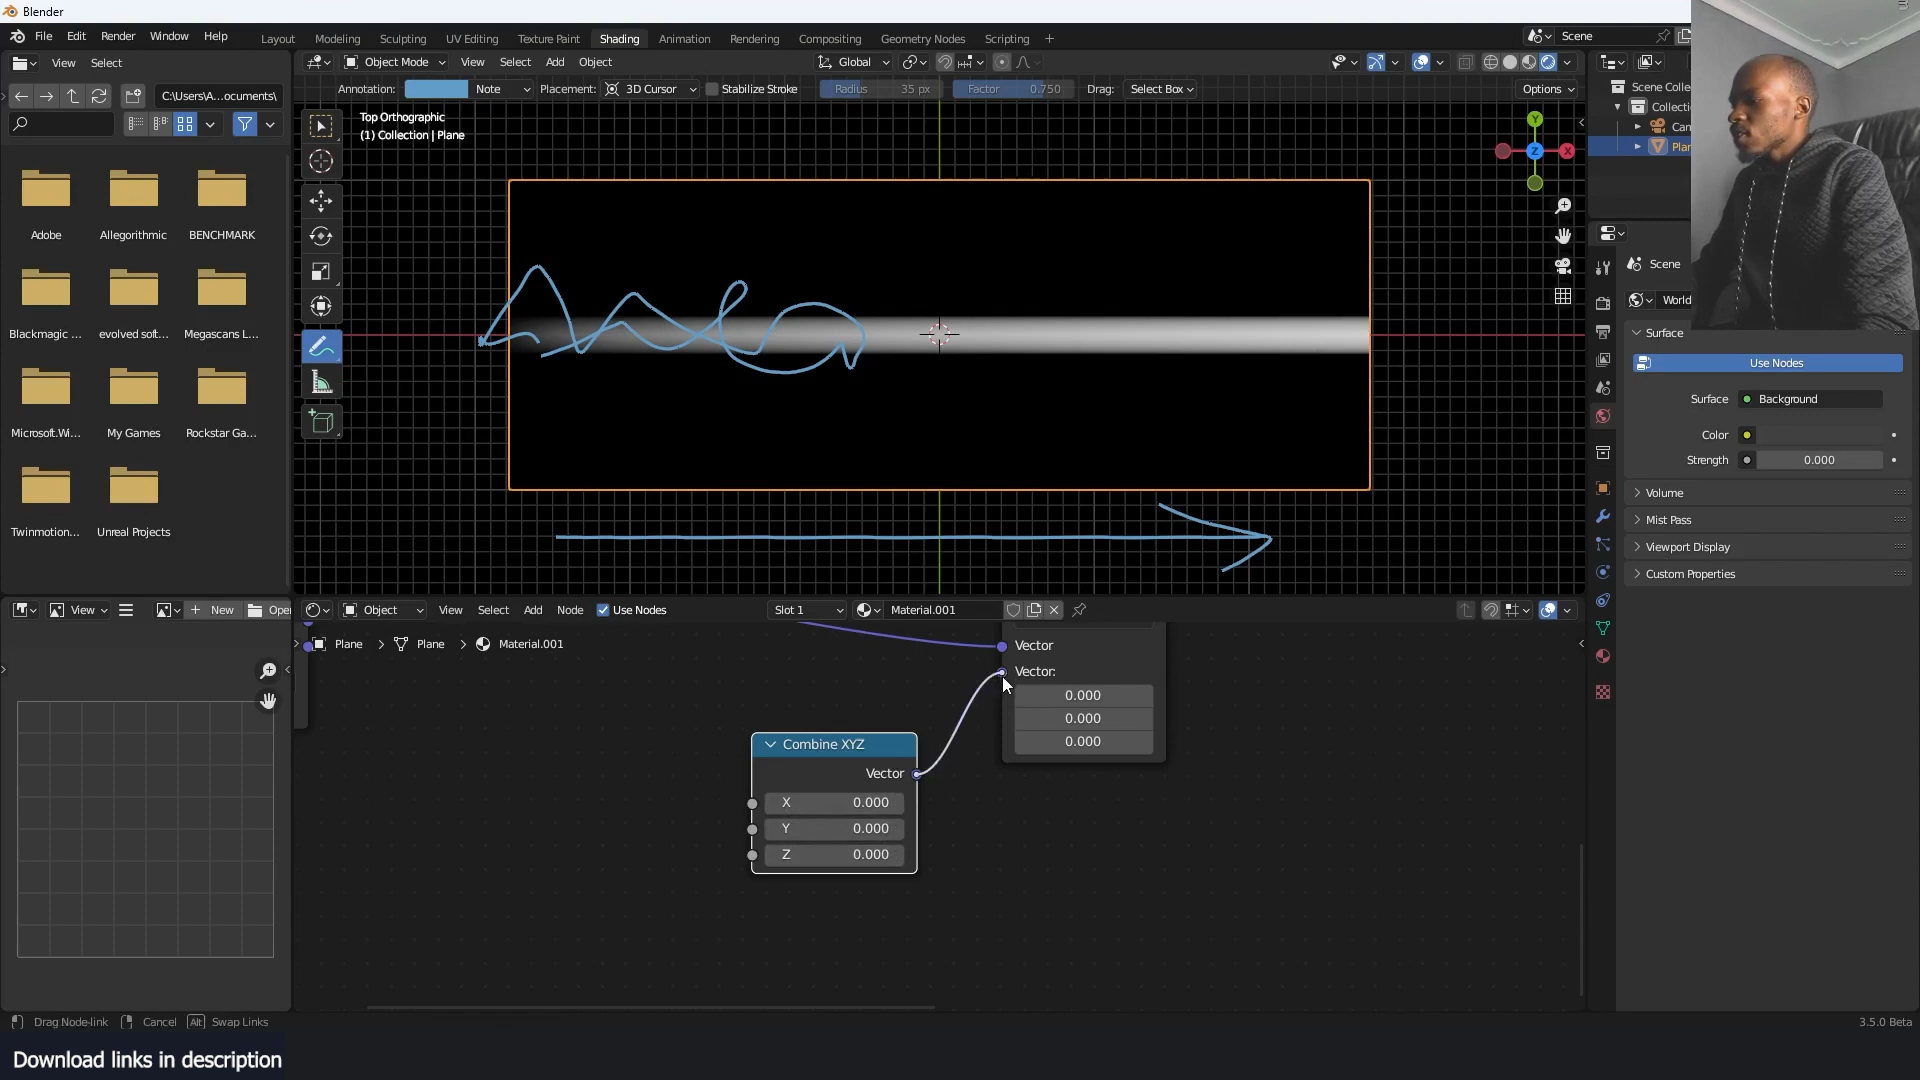 Blender
File Edit Render Window Help
Layout Modeling Sculpting UV Editing Texture Paint Shading Animation Rendering Compositing Geometry Nodes Scripting +
Scene
View Select
Object Mode View Select Add Object
Global
C:\Users\A...ocuments\
Annotation: Note Placement: 3D Cursor Stabilize Stroke Radius 35 px Factor 0.750 Drag: Select Box
Options
Scene Colle
Collecti
Can
Plan
Top Orthographic
(1) Collection | Plane
Y
Z
X
Adobe Allegorithmic BENCHMARK
Blackmagic ... evolved soft... Megascans L...
Microsoft.Wi... My Games Rockstar Ga...
Twinmotion... Unreal Projects
Scene
World
Surface
Use Nodes
Surface Background
Color
Strength 0.000
Volume
Mist Pass
Viewport Display
Custom Properties
View New Open
Object View Select Add Node Use Nodes Slot 1 Material.001
Plane > Plane > Material.001
Vector
Vector:
0.000
0.000
0.000
Combine XYZ
Vector
X 0.000
Y 0.000
Z 0.000
Drag Node-link Cancel Alt Swap Links
3.5.0 Beta
Download links in description